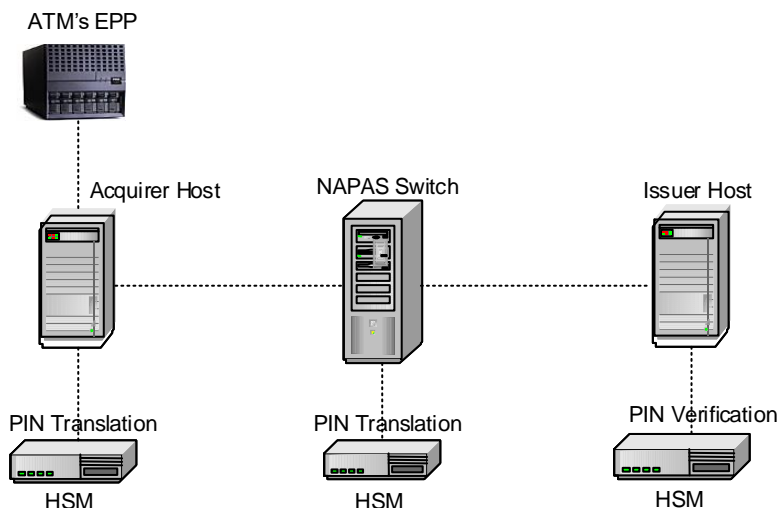 ATM's EPP
Acquirer Host
NAPAS Switch
Issuer Host
PIN Translation
PIN Translation
PIN Verification
HSM
HSM
HSM